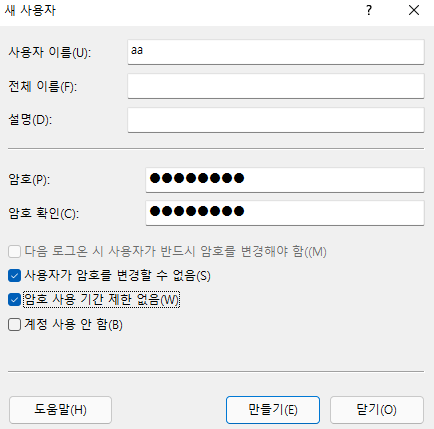 새 사용자
사용자 이름(U): aa
전체 이름(F):
설명(D):
암호(P): ●●●●●●●●
암호 확인(C): ●●●●●●●●
다음 로그온 시 사용자가 반드시 암호를 변경해야 함((M)
사용자가 암호를 변경할 수 없음(S)
암호 사용 기간 제한 없음(W)
계정 사용 안 함(B)
도움말(H) 만들기(E) 닫기(O)